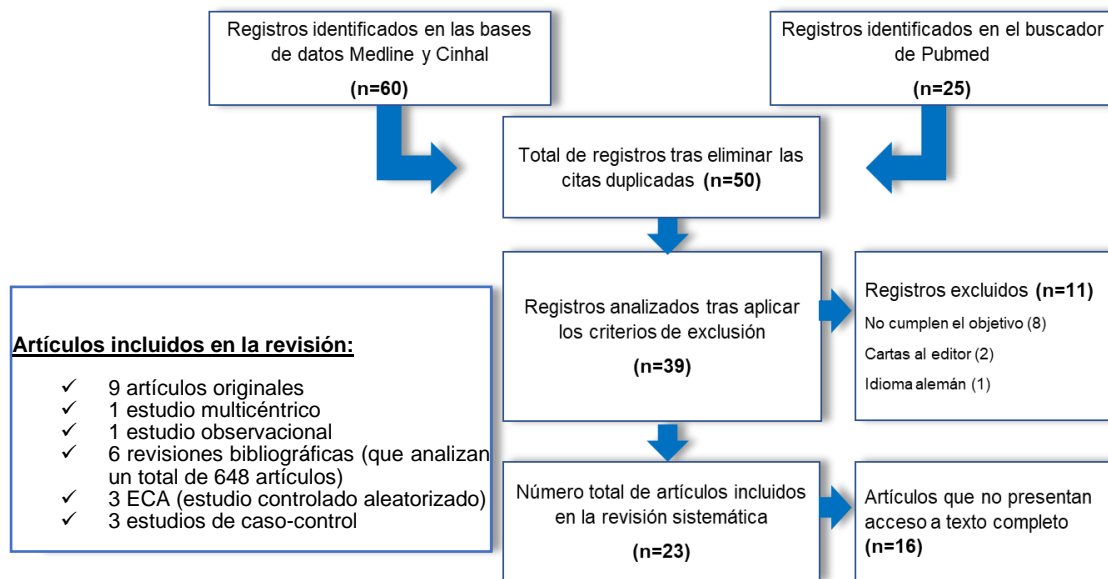 Registros identificados en las bases
de datos Medline y Cinhal
(n=60)
Registros identificados en el buscador
de Pubmed
(n=25)
Total de registros tras eliminar las
citas duplicadas (n=50)
Registros analizados tras aplicar
los criterios de exclusión
(n=39)
Registros excluidos (n=11)
No cumplen el objetivo (8)
Cartas al editor (2)
Idioma alemán (1)
Artículos incluidos en la revisión:
✓ 9 artículos originales
✓ 1 estudio multicéntrico
✓ 1 estudio observacional
✓ 6 revisiones bibliográficas (que analizan
un total de 648 artículos)
✓ 3 ECA (estudio controlado aleatorizado)
✓ 3 estudios de caso-control
Número total de artículos incluidos
en la revisión sistemática
(n=23)
Artículos que no presentan
acceso a texto completo
(n=16)